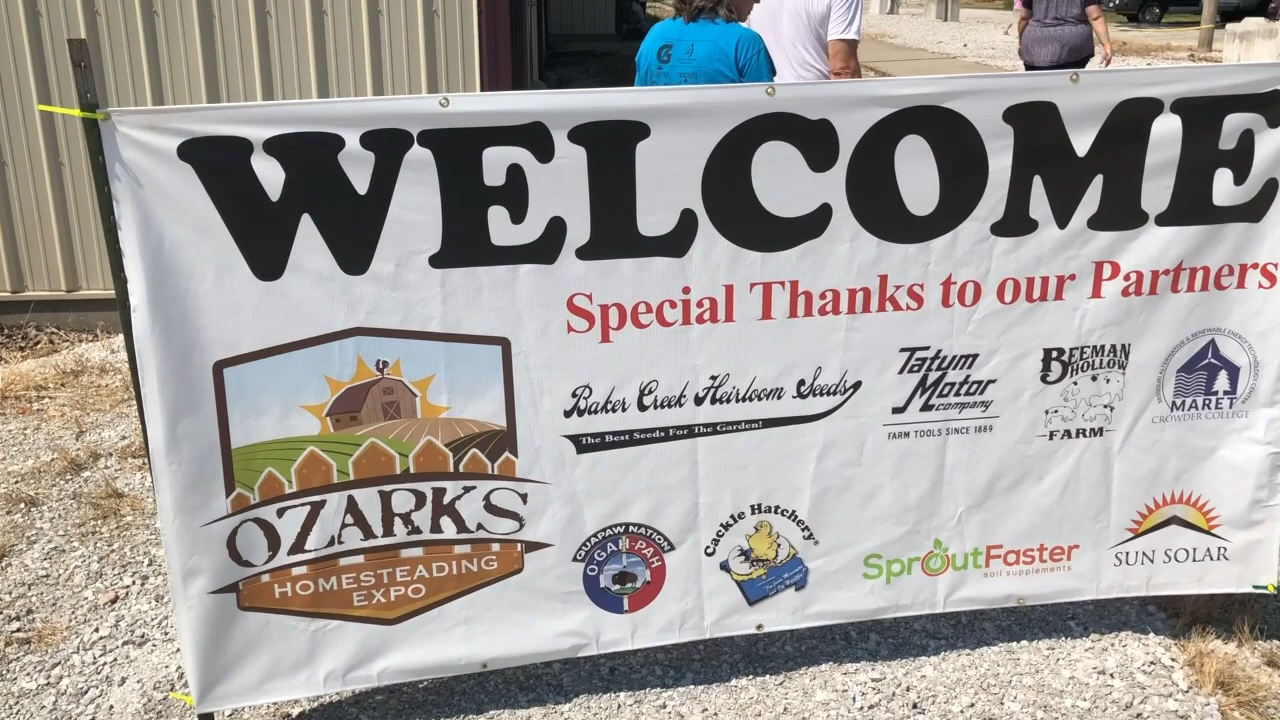 WELCOME
Special Thanks to our Partners
Baker Creek Heirloom Seeds
The Best Seeds For The Garden!
Tatum
Motor
company
FARM TOOLS SINCE 1889
BEEMAN
HOLLOW
FARM
MISSOURI ALTERNATIVE & RENEWABLE ENERGY TECHNOLOGY CENTER
MARET
CROWDER COLLEGE
OZARKS
HOMESTEADING
EXPO
QUAPAW NATION
O-GAH-PAH
Cackle Hatchery®
SproutFaster
soil supplements
SUN SOLAR
G